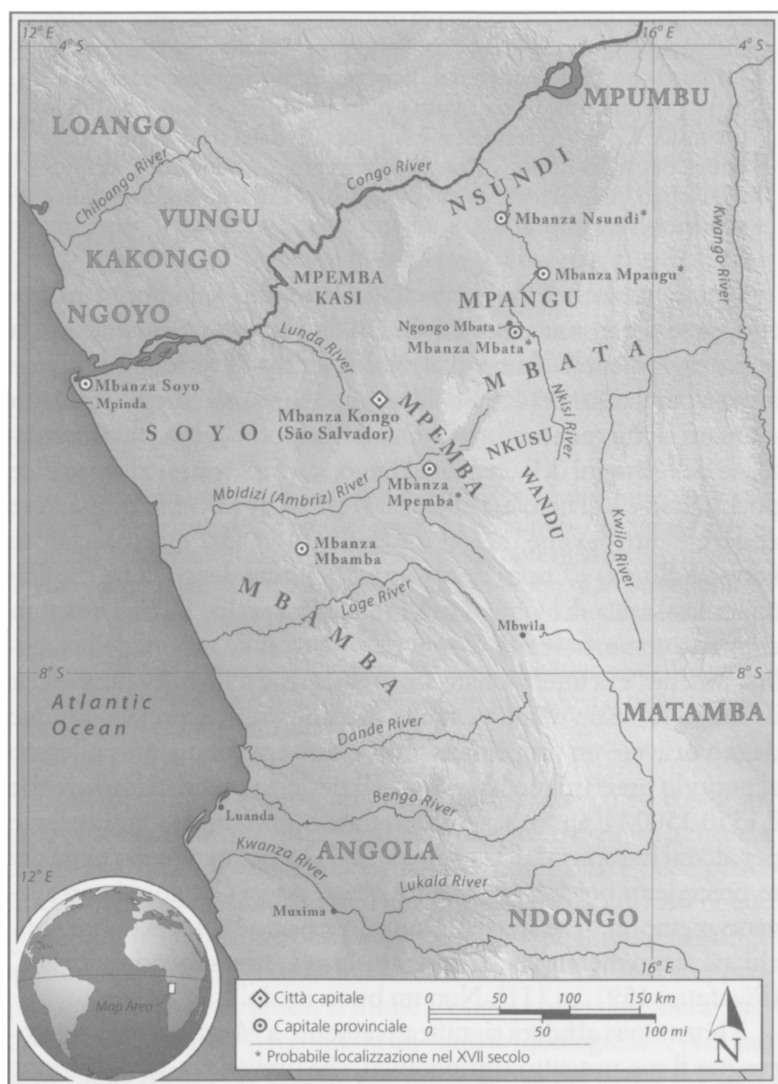 12° E
16° E
4° S
4° S
MPUMBU
LOANGO
Congo River
Chiloango River
NSUNDI
VUNGU
Mbanza Nsundi*
Kwango River
KAKONGO
MPEMBA
KASI
Mbanza Mpangu*
MPANGU
NGOYO
Ngongo Mbata
Lunda River
Mbanza Mbata*
MBATA
Mbanza Soyo
Mpinda
Mbanza Kongo
(São Salvador)
MPEMBA
Nkisi River
SOYO
NKUSU
Mbanza
Mpemba*
WANDU
Mbidizi (Ambriz) River
Kwilo River
Mbanza
Mbamba
MBAMBA
Loge River
Mbwila
8° S
8° S
Atlantic
Ocean
MATAMBA
Dande River
Bengo River
Luanda
ANGOLA
Kwanza River
12° E
Lukala River
Muxima
NDONGO
16° E
Map Area
Città capitale
Capitale provinciale
* Probabile localizzazione nel XVII secolo
0 50 100 150 km
0 50 100 mi
N